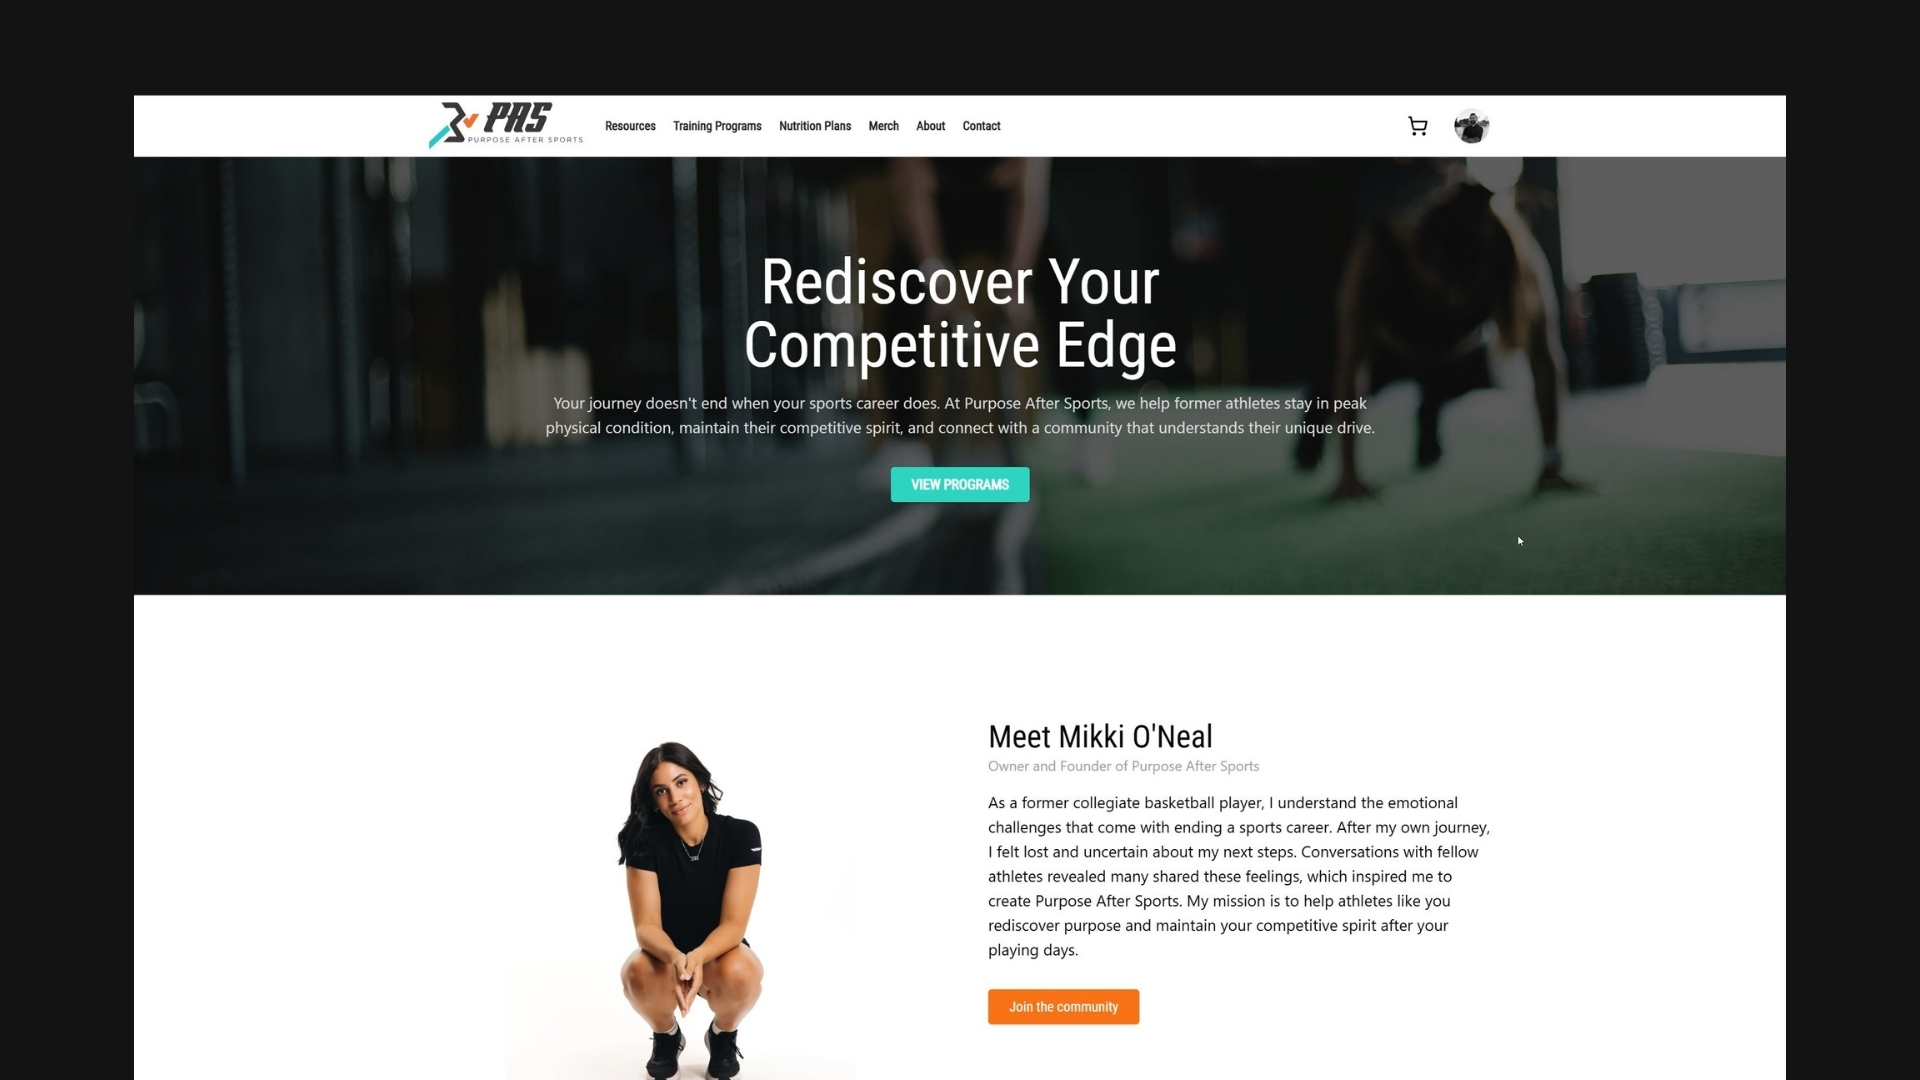 PAS
PURPOSE AFTER SPORTS
Resources Training Programs Nutrition Plans Merch About Contact
Rediscover Your
Competitive Edge
Your journey doesn't end when your sports career does. At Purpose After Sports, we help former athletes stay in peak
physical condition, maintain their competitive spirit, and connect with a community that understands their unique drive.
VIEW PROGRAMS
Meet Mikki O'Neal
Owner and Founder of Purpose After Sports
As a former collegiate basketball player, I understand the emotional
challenges that come with ending a sports career. After my own journey,
I felt lost and uncertain about my next steps. Conversations with fellow
athletes revealed many shared these feelings, which inspired me to
create Purpose After Sports. My mission is to help athletes like you
rediscover purpose and maintain your competitive spirit after your
playing days.
Join the community